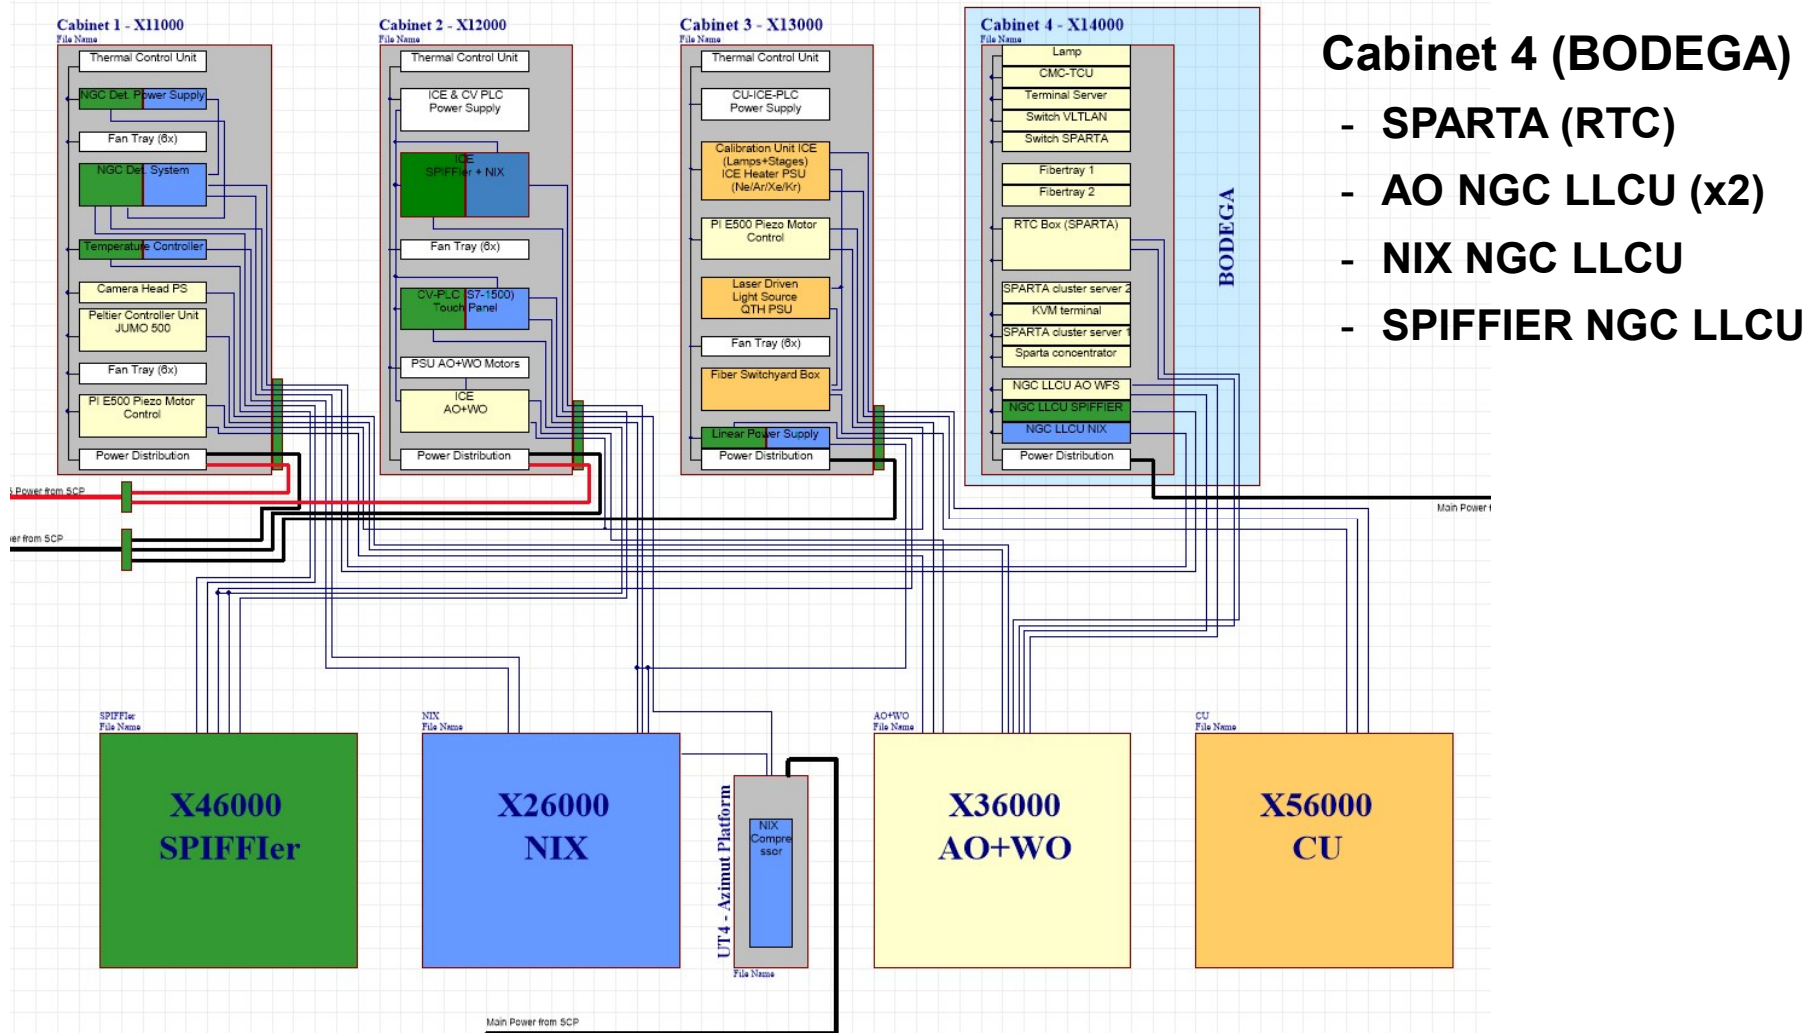 Cabinet 1 - X11000
File Name
Thermal Control Unit
NGC Det. Power Supply
Fan Tray (6x)
NGC Det. System
Temperature Controller
Camera Head PS
Peltier Controller Unit
JUMO 500
Fan Tray (6x)
PI E500 Piezo Motor
Control
Power Distribution
Cabinet 2 - X12000
File Name
Thermal Control Unit
ICE & CV PLC
Power Supply
ICE
SPIFFIer + NIX
Fan Tray (6x)
CV-PLC (S7-1500)
Touch Panel
PSU AO+WO Motors
ICE
AO+WO
Power Distribution
Cabinet 3 - X13000
File Name
Thermal Control Unit
CU-ICE-PLC
Power Supply
Calibration Unit ICE
(Lamps+Stages)
ICE Heater PSU
(Ne/Ar/Xe/Kr)
PI E500 Piezo Motor
Control
Laser Driven
Light Source
QTH PSU
Fan Tray (6x)
Fiber Switchyard Box
Linear Power Supply
Power Distribution
Cabinet 4 - X14000
File Name
Lamp
CMC-TCU
Terminal Server
Switch VLTLAN
Switch SPARTA
Fibertray 1
Fibertray 2
RTC Box (SPARTA)
SPARTA cluster server 2
KVM terminal
SPARTA cluster server 1
Sparta concentrator
NGC LLCU AO WFS
NGC LLCU SPIFFIER
NGC LLCU NIX
Power Distribution
BODEGA
Cabinet 4 (BODEGA)
- SPARTA (RTC)
- AO NGC LLCU (x2)
- NIX NGC LLCU
- SPIFFIER NGC LLCU
Power from SCP
er from SCP
Main Power
SPIFFIer
File Name
X46000
SPIFFIer
NIX
File Name
X26000
NIX
UT4 - Azimut Platform
NIX
Compre
ssor
File Name
AO+WO
File Name
X36000
AO+WO
CU
File Name
X56000
CU
Main Power from SCP